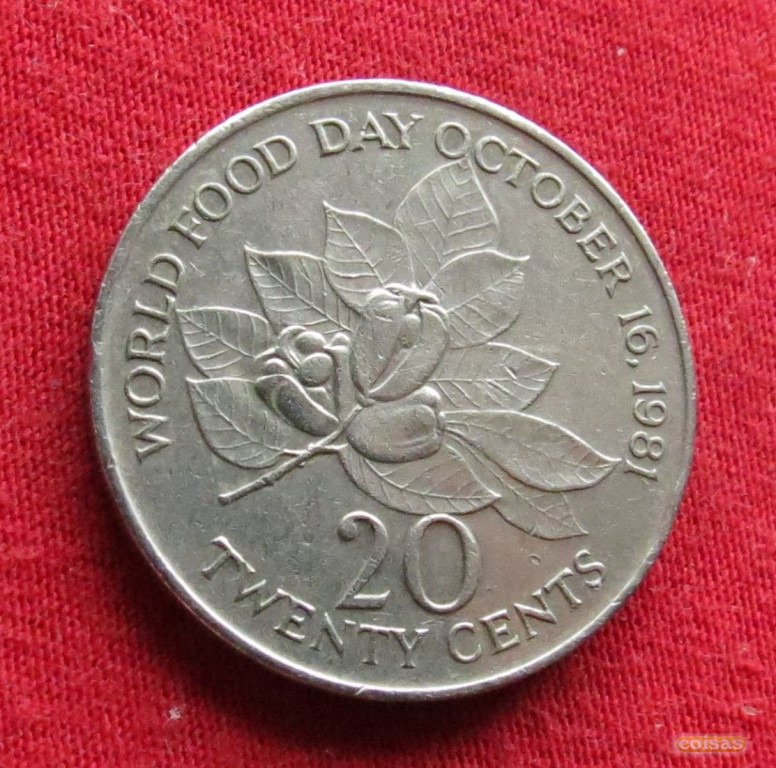 WORLD FOOD DAY OCTOBER 16, 1981
20
TWENTY CENTS
coisas